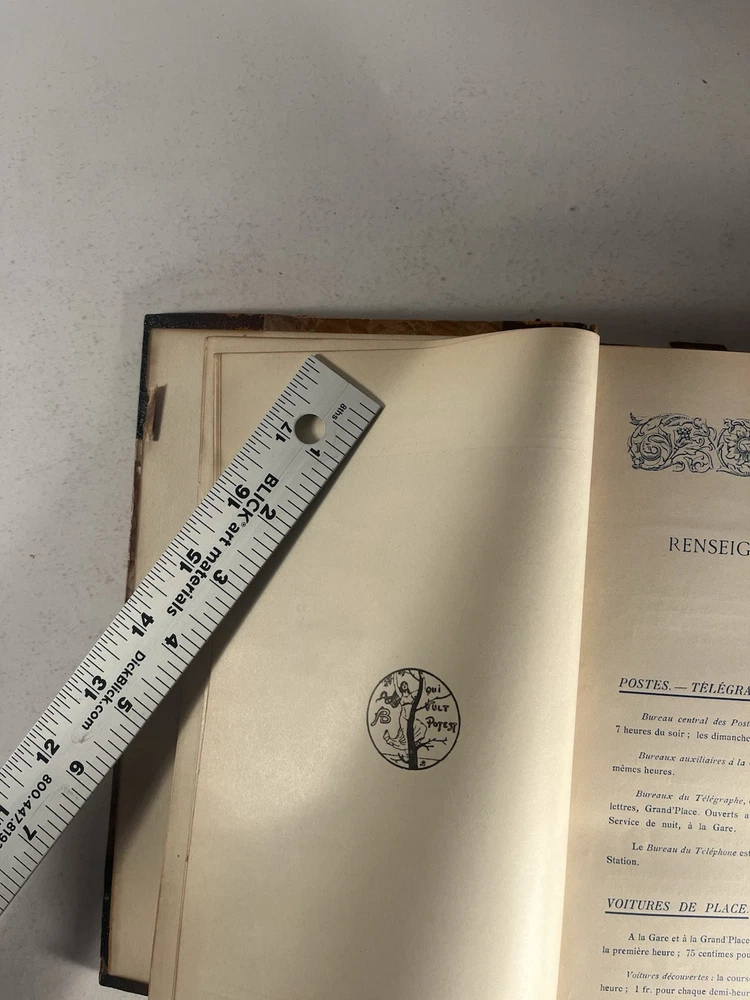 17 16 15 14 13 12
8ths
1 2 3 4 5 6 7
BLICK® art materials
DickBlick.com
800.447.819
AB
QUI
VULT
POTEST
RENSEIG
POSTES. — TÉLÉGRA
Bureau central des Post
7 heures du soir ; les dimanche
Bureaux auxiliaires à la
mêmes heures.
Bureaux du Télégraphe,
lettres, Grand'Place. Ouverts a
Service de nuit, à la Gare.
Le Bureau du Téléphone est
Station.
VOITURES DE PLACE.
A la Gare et à la Grand'Place
la première heure ; 75 centimes pou
Voitures découvertes : la cours
heure ; 1 fr. pour chaque demi-heur